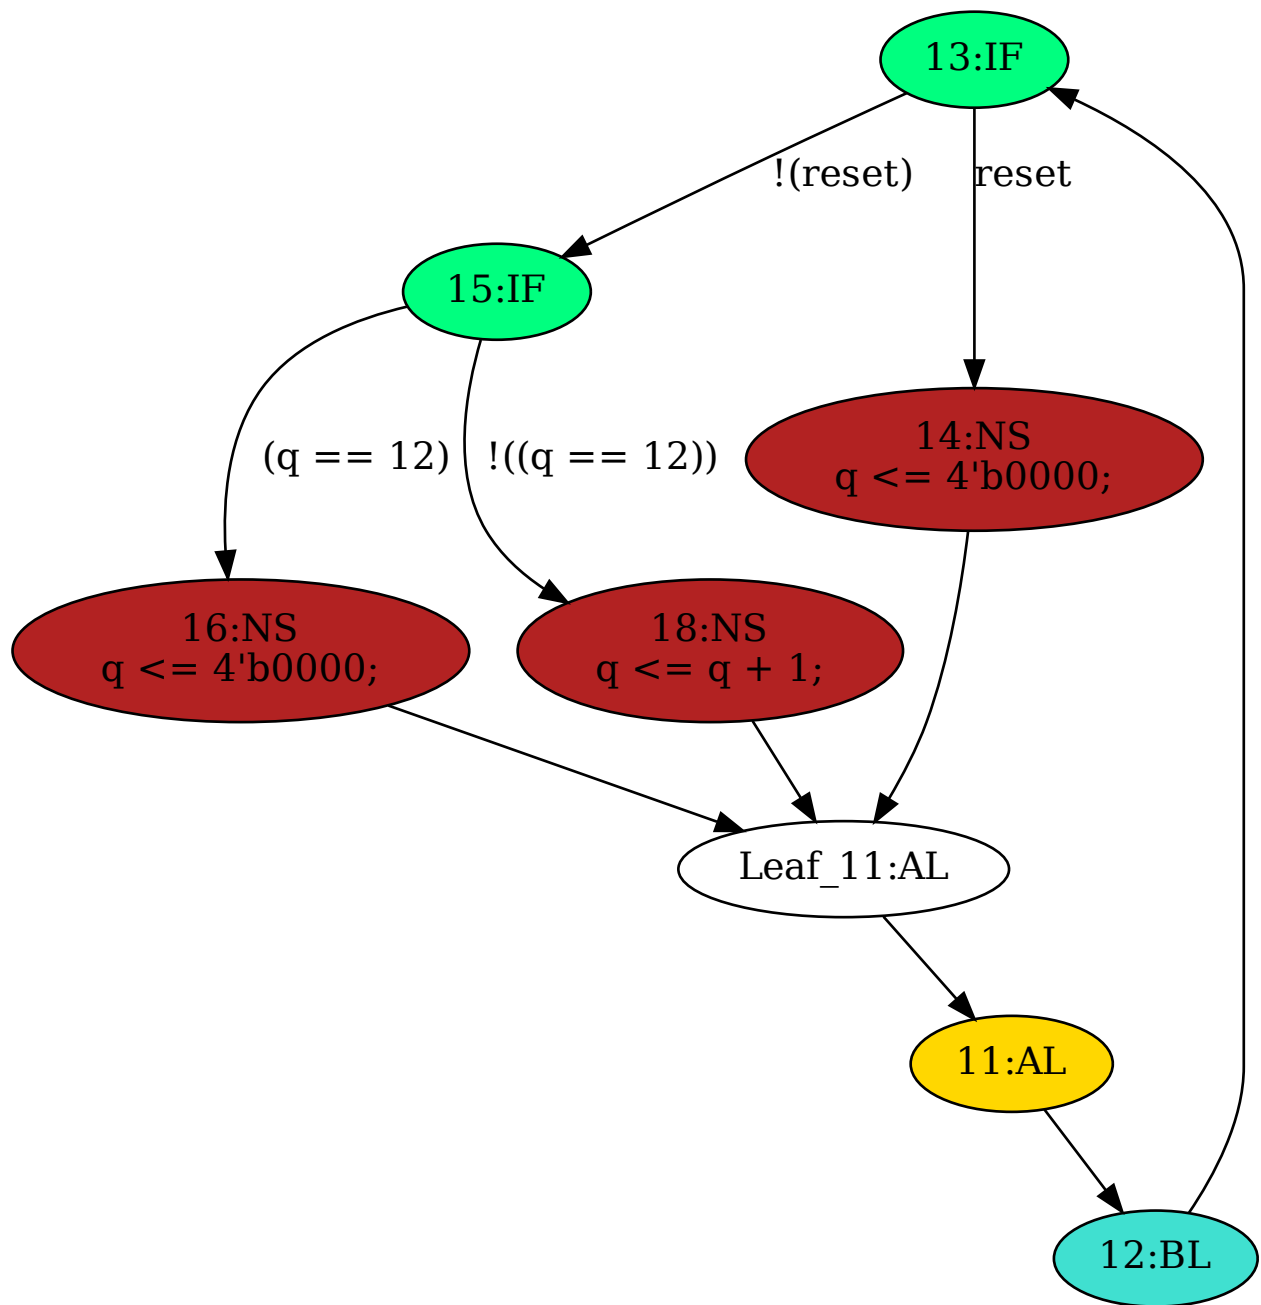 13:IF
!(reset)
reset
15:IF
(q == 12)
!((q == 12))
14:NS
q <= 4'b0000;
16:NS
q <= 4'b0000;
18:NS
q <= q + 1;
Leaf_11:AL
11:AL
12:BL